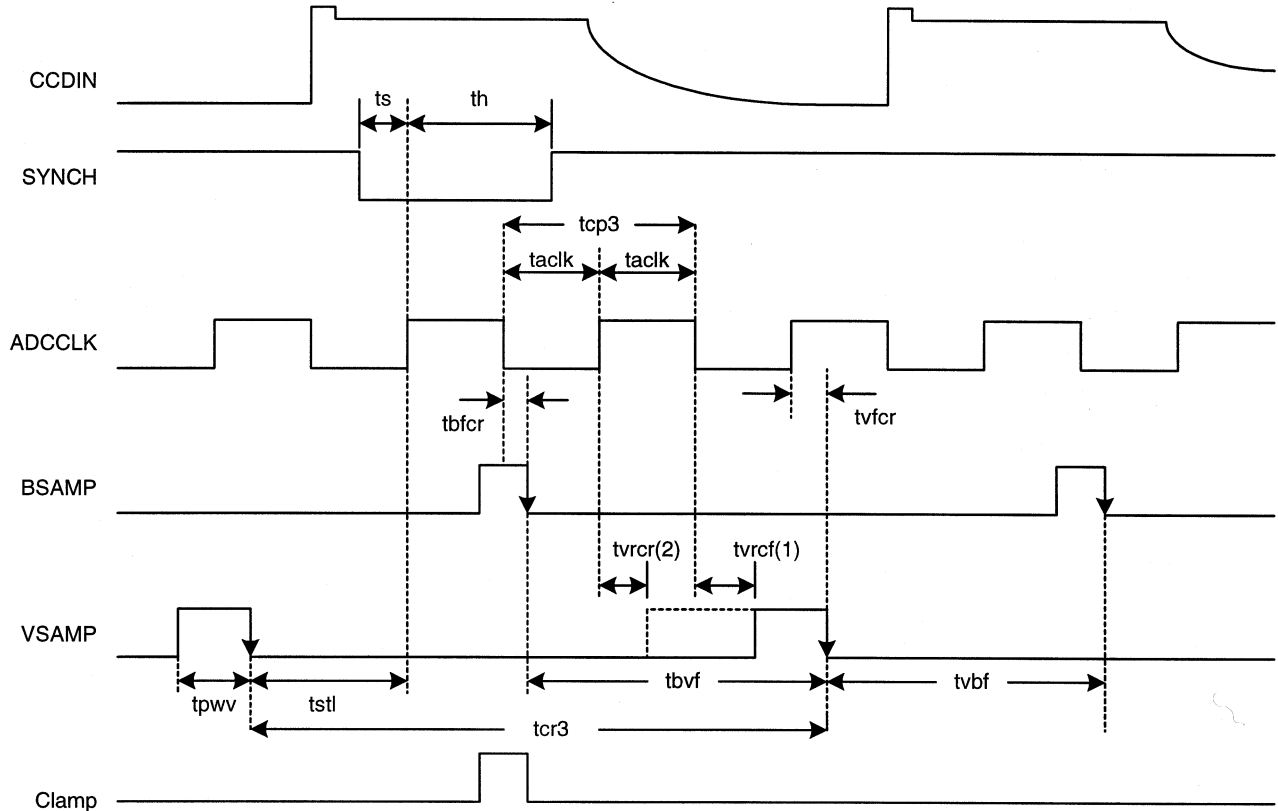 CCDIN
ts th
SYNCH
tcp3
taclk taclk
ADCCLK
tbfcr tvfcr
BSAMP
tvrcr(2) tvrcf(1)
VSAMP
tpwv tstl tbvf tvbf
tcr3
Clamp